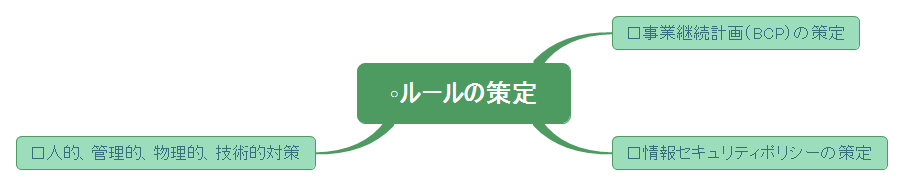 ◦ルールの策定
□事業継続計画（BCP）の策定
□情報セキュリティポリシーの策定
□人的、管理的、物理的、技術的対策